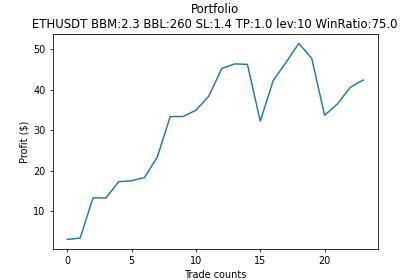 Portfolio
ETHUSDT BBM:2.3 BBL:260 SL:1.4 TP:1.0 lev:10 WinRatio:75.0
50
40
30
20
10
Profit ($)
0 5 10 15 20
Trade counts